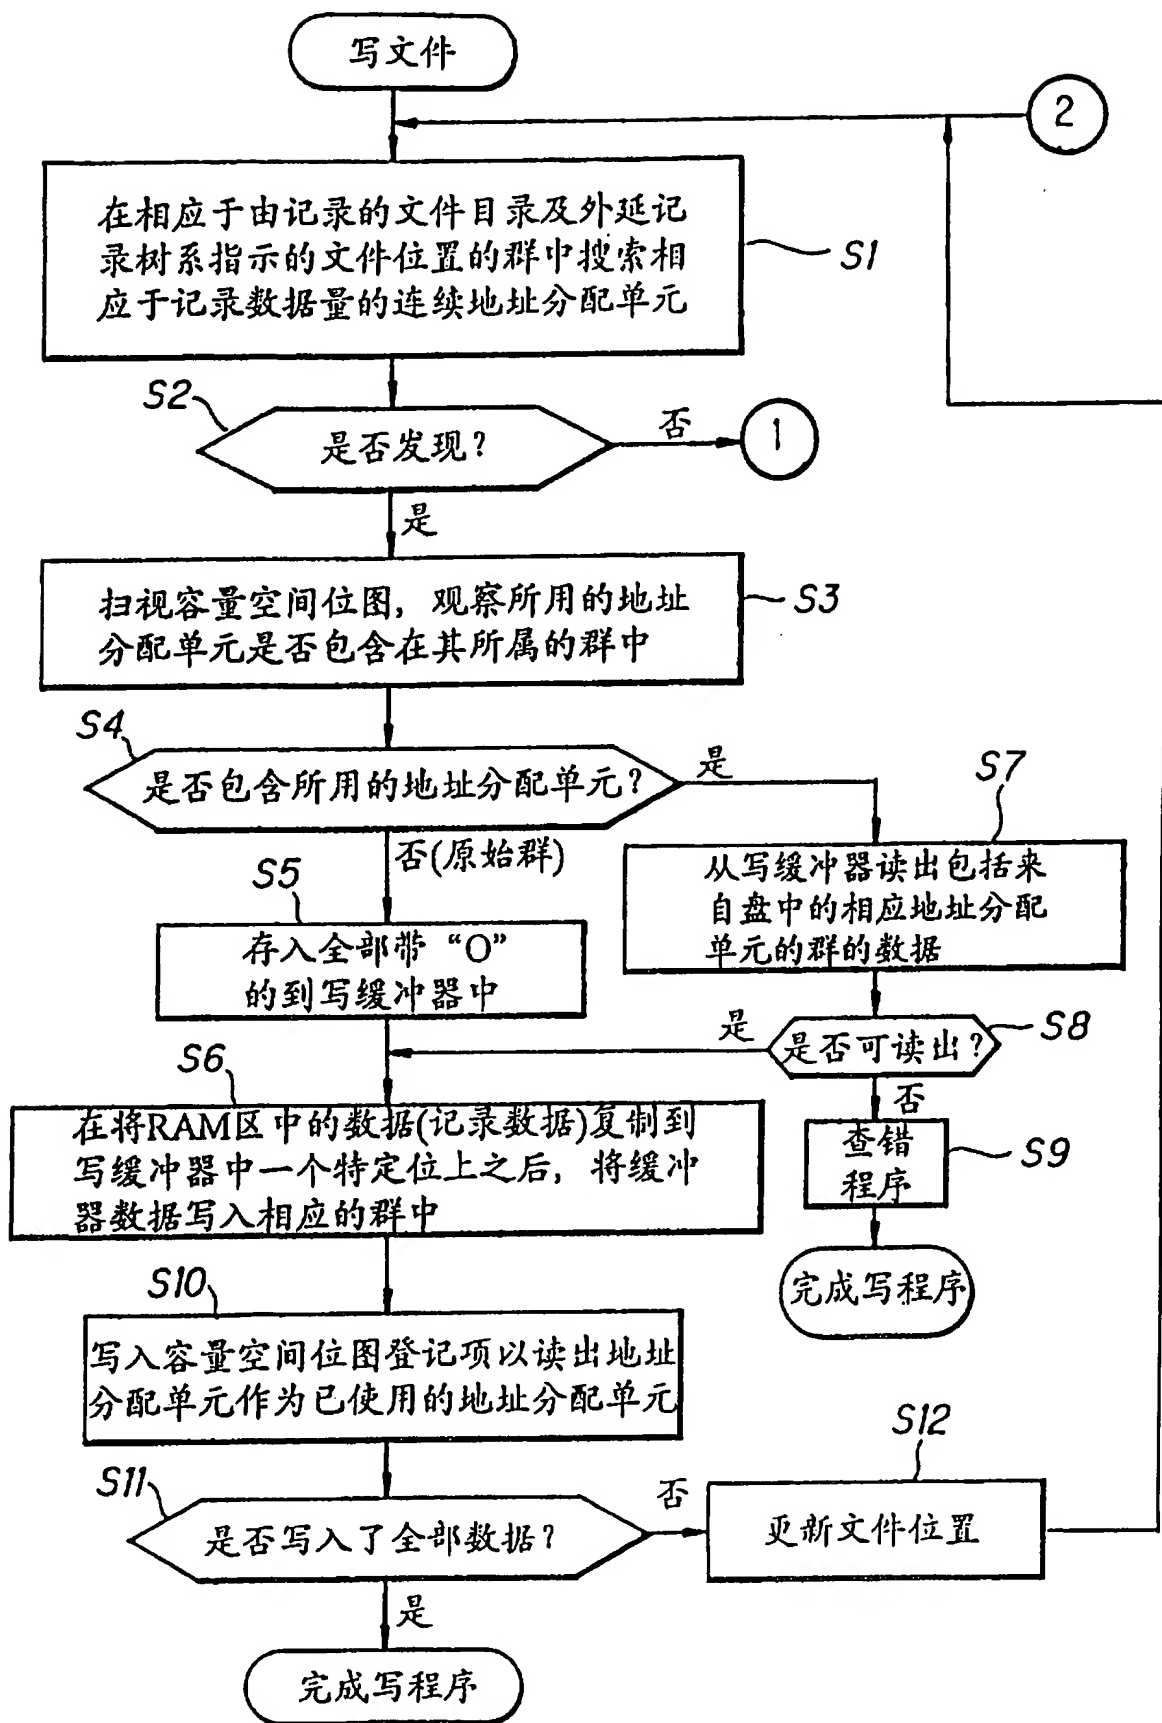 写文件
2
在相应于由记录的文件目录及外延记
录树系指示的文件位置的群中搜索相
应于记录数据量的连续地址分配单元
S1
S2
是否发现?
否
1
是
扫视容量空间位图，观察所用的地址
分配单元是否包含在其所属的群中
S3
S4
是否包含所用的地址分配单元?
是
否(原始群)
S5
存入全部带“O”
的到写缓冲器中
S7
从写缓冲器读出包括来
自盘中的相应地址分配
单元的群的数据
是
是否可读出?
S8
否
S6
在将RAM区中的数据(记录数据)复制到
写缓冲器中一个特定位上之后，将缓冲
器数据写入相应的群中
查错
程序
S9
完成写程序
S10
写入容量空间位图登记项以读出地址
分配单元作为已使用的地址分配单元
S11
是否写入了全部数据?
否
S12
更新文件位置
是
完成写程序